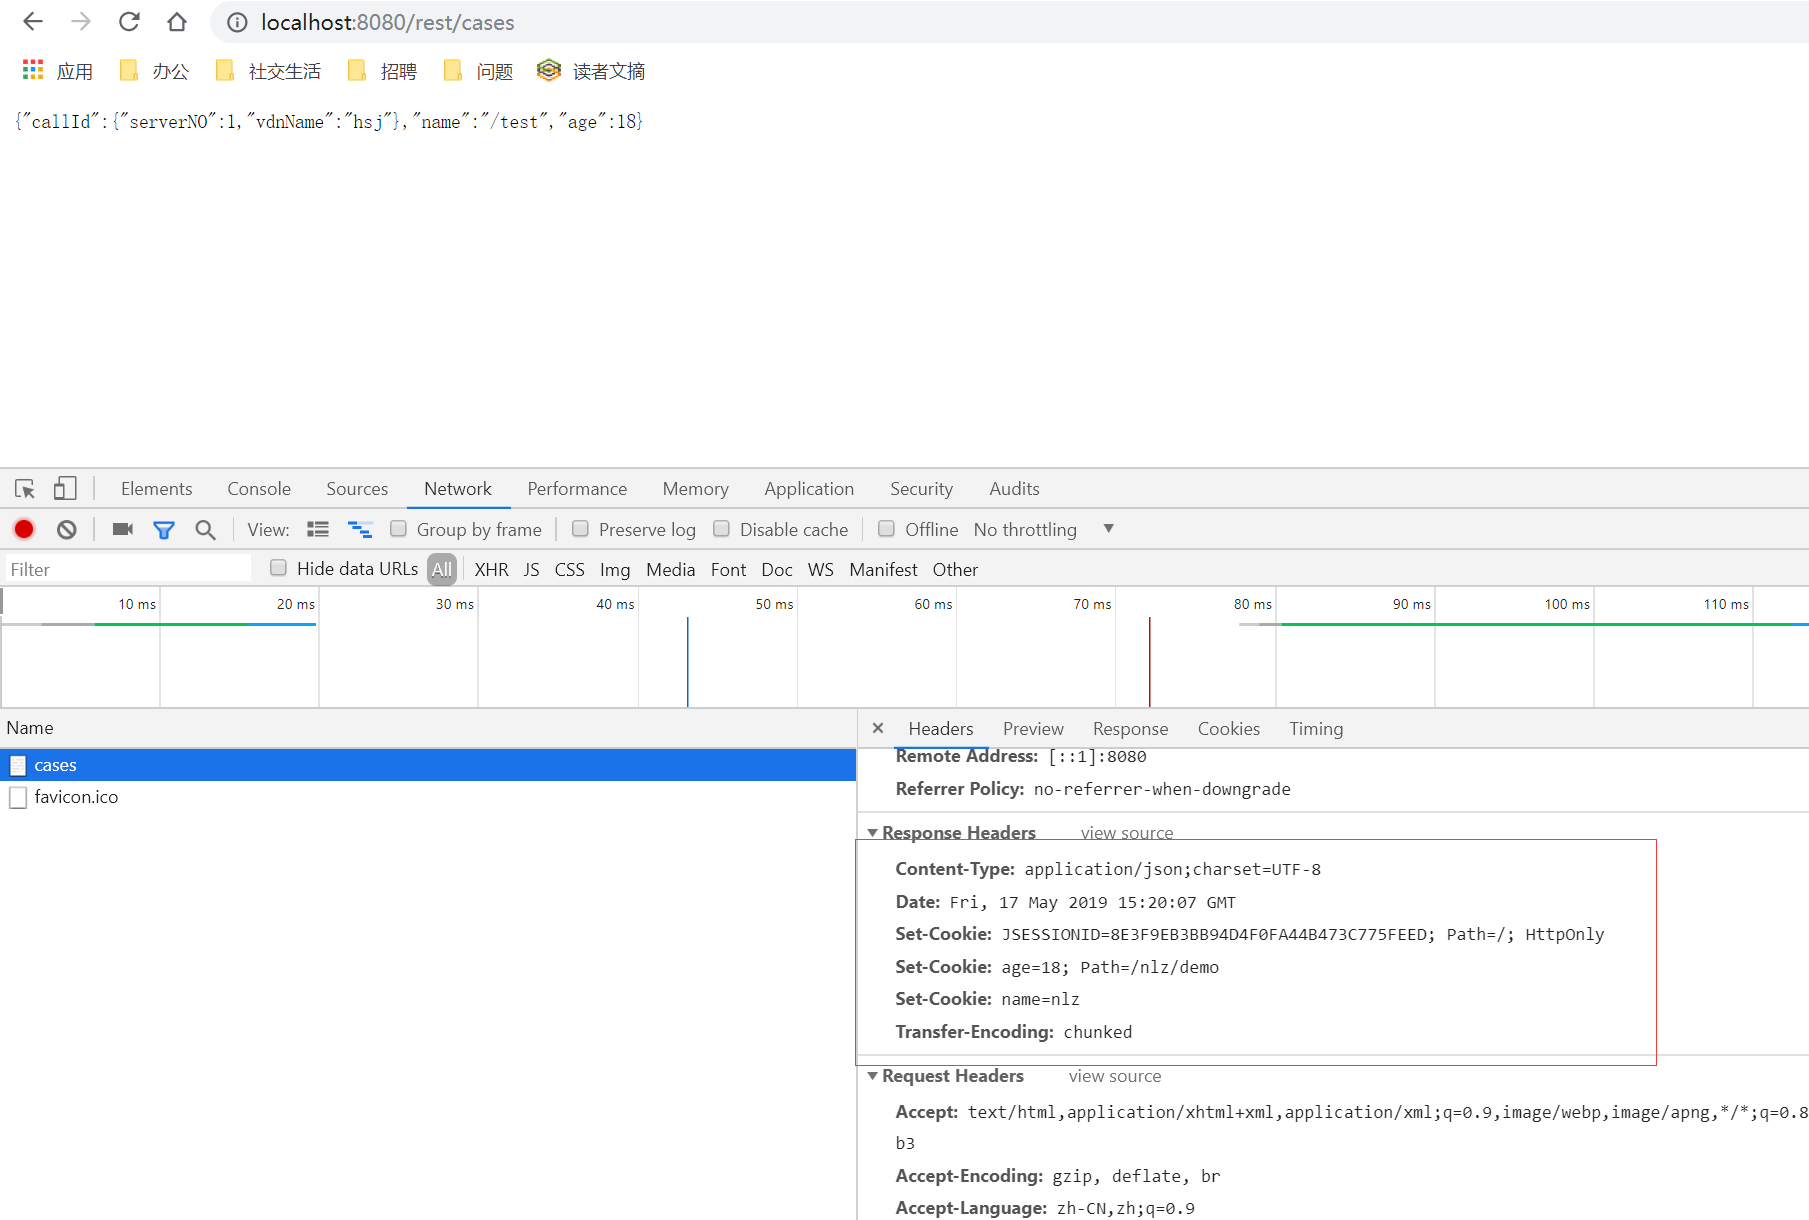 localhost:8080/rest/cases
应用 办公 社交生活 招聘 问题 读者文摘
{"callId":{"serverNO":1,"vdnName":"hsj"},"name":"/test","age":18}
Elements Console Sources Network Performance Memory Application Security Audits
View: Group by frame Preserve log Disable cache Offline No throttling
Filter Hide data URLs All XHR JS CSS Img Media Font Doc WS Manifest Other
10 ms 20 ms 30 ms 40 ms 50 ms 60 ms 70 ms 80 ms 90 ms 100 ms 110 ms
Name
cases
favicon.ico
Headers Preview Response Cookies Timing
Remote Address: [::1]:8080
Referrer Policy: no-referrer-when-downgrade
Response Headers view source
Content-Type: application/json;charset=UTF-8
Date: Fri, 17 May 2019 15:20:07 GMT
Set-Cookie: JSESSIONID=8E3F9EB3BB94D4F0FA44B473C775FEED; Path=/; HttpOnly
Set-Cookie: age=18; Path=/nlz/demo
Set-Cookie: name=nlz
Transfer-Encoding: chunked
Request Headers view source
Accept: text/html,application/xhtml+xml,application/xml;q=0.9,image/webp,image/apng,*/*;q=0.8
b3
Accept-Encoding: gzip, deflate, br
Accept-Language: zh-CN,zh;q=0.9